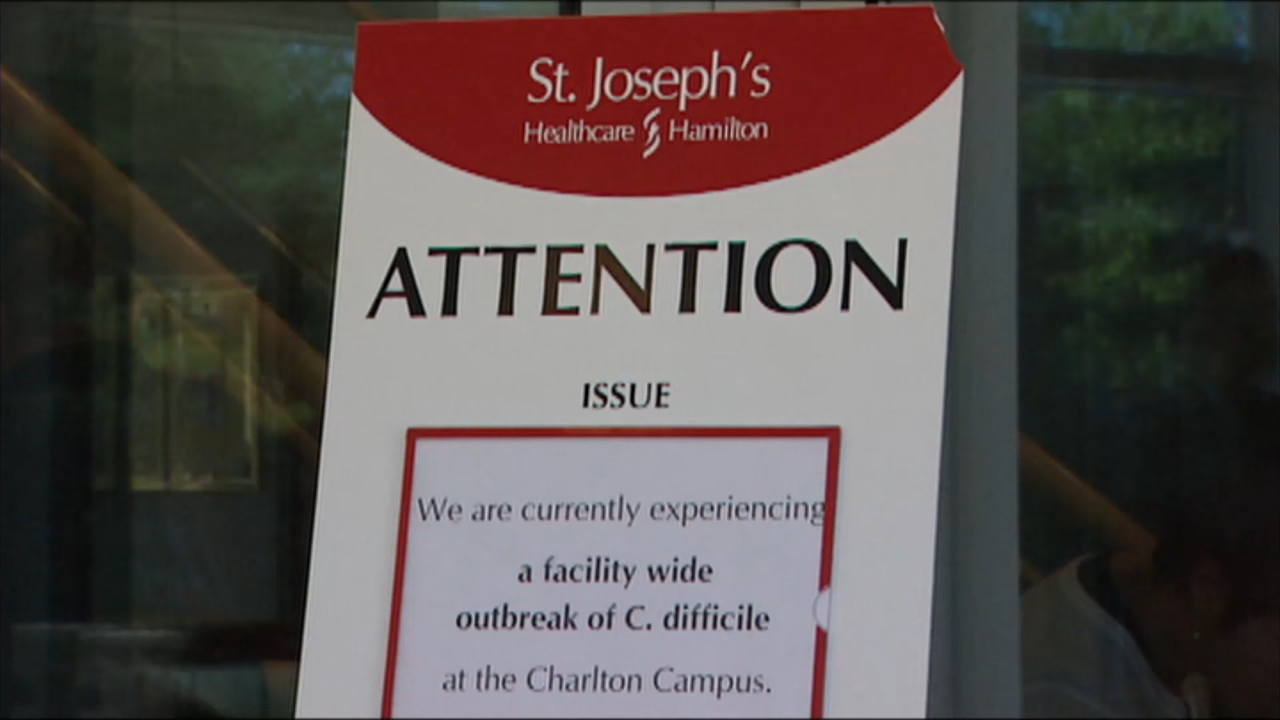 St. Joseph's
Healthcare Hamilton
ATTENTION
ISSUE
We are currently experiencing
a facility wide
outbreak of C. difficile
at the Charlton Campus.